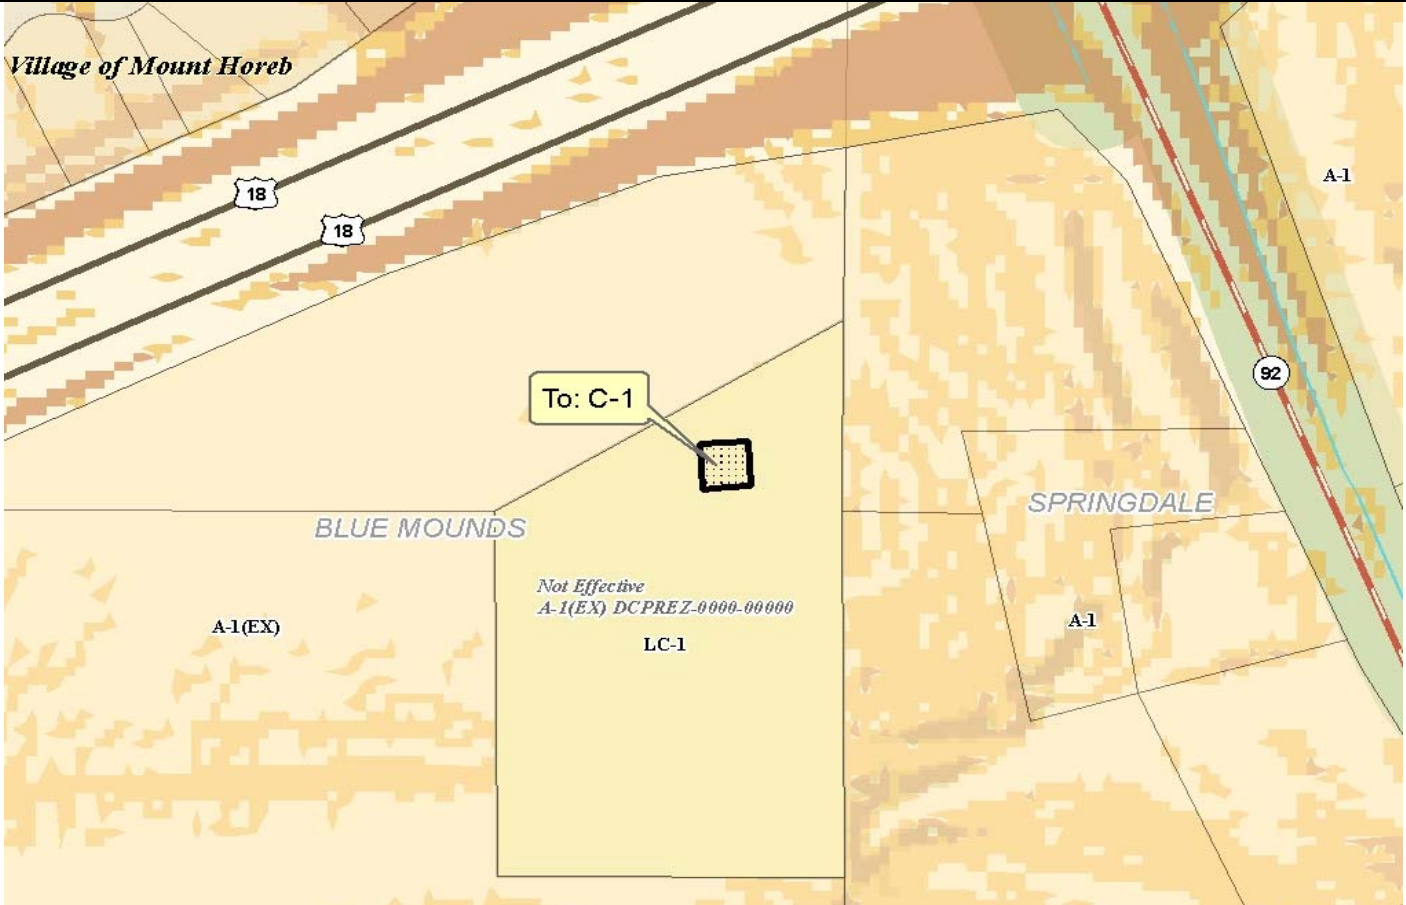 Village of Mount Horeb
A-1
18
18
92
To: C-1
SPRINGDALE
BLUE MOUNDS
Not Effective
A-1(EX) DCPREZ-0000-00000
A-1(EX)
A-1
LC-1